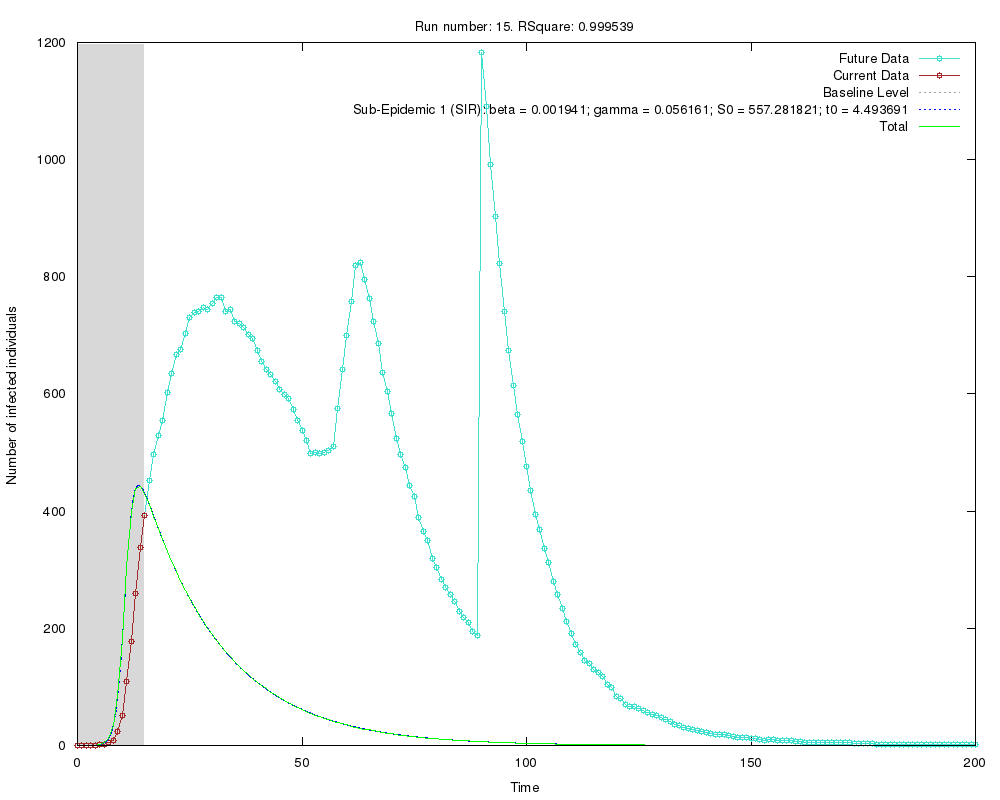 Run number: 15. RSquare: 0.999539
Future Data
Current Data
Baseline Level
Sub-Epidemic 1 (SIR): beta = 0.001941; gamma = 0.056161; S0 = 557.281821; t0 = 4.493691
Total
Number of infected individuals
1200
1000
800
600
400
200
0
0 50 100 150 200
Time